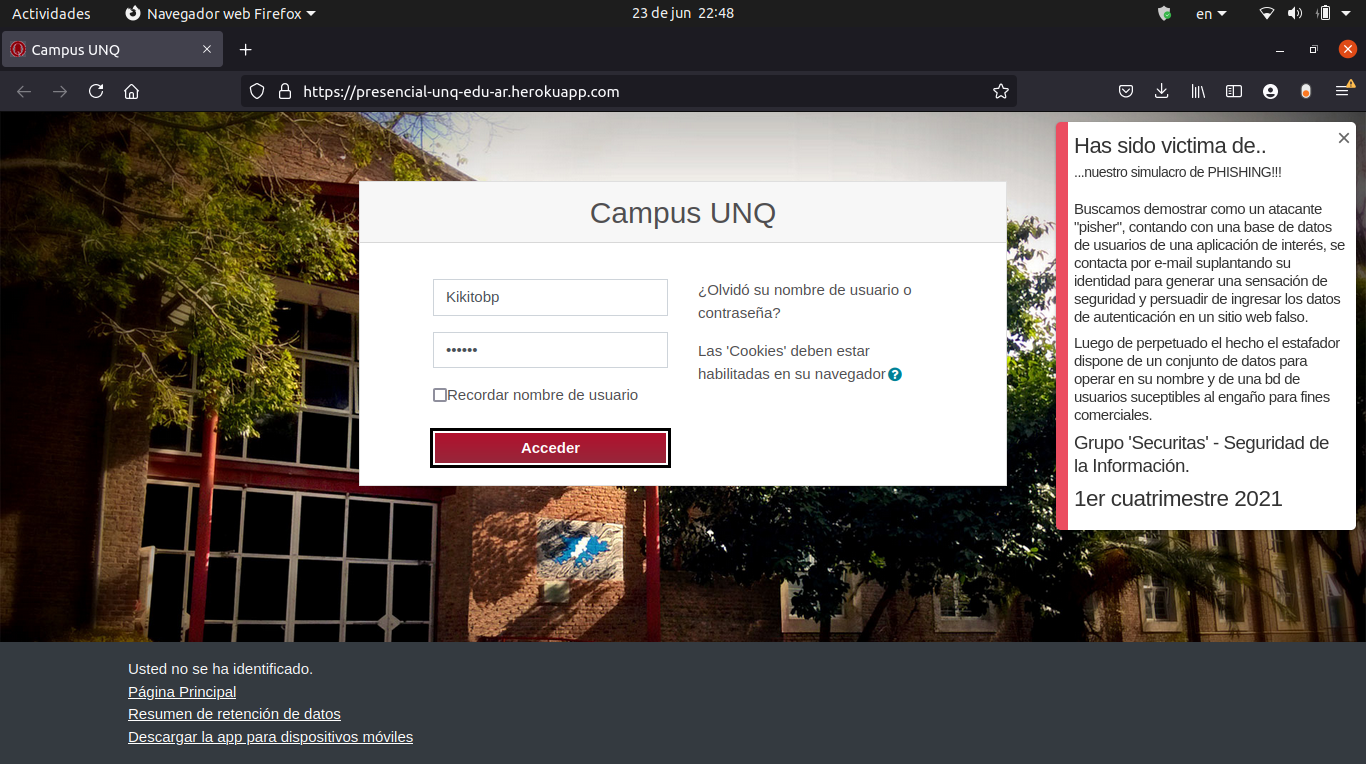 Actividades
Navegador web Firefox
23 de jun 22:48
en
Campus UNQ
https://presencial-unq-edu-ar.herokuapp.com
Campus UNQ
Kikitobp
••••••
Recordar nombre de usuario
Acceder
¿Olvidó su nombre de usuario o
contraseña?
Las 'Cookies' deben estar
habilitadas en su navegador
Has sido victima de..
...nuestro simulacro de PHISHING!!!
Buscamos demostrar como un atacante
"pisher", contando con una base de datos
de usuarios de una aplicación de interés, se
contacta por e-mail suplantando su
identidad para generar una sensación de
seguridad y persuadir de ingresar los datos
de autenticación en un sitio web falso.
Luego de perpetuado el hecho el estafador
dispone de un conjunto de datos para
operar en su nombre y de una bd de
usuarios suceptibles al engaño para fines
comerciales.
Grupo 'Securitas' - Seguridad de
la Información.
1er cuatrimestre 2021
Usted no se ha identificado.
Página Principal
Resumen de retención de datos
Descargar la app para dispositivos móviles